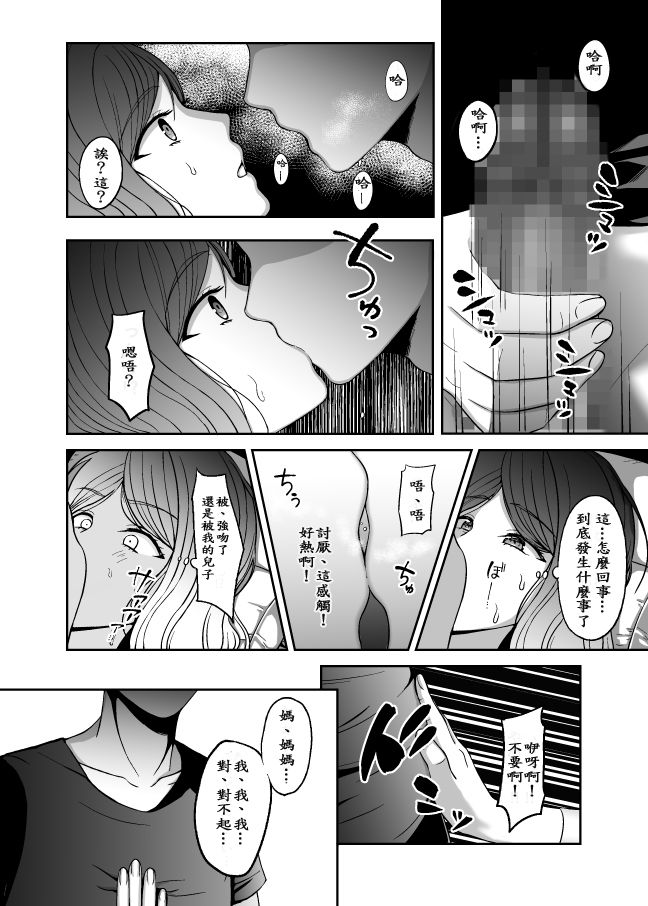 哈啊
哈啊…
シュッ
シュッ
シュッ
哈
哈—
哈—
誒？這？
ちゅっ
嗯唔？
這…怎麼回事…
到底發生什麼事了
唔、唔
討厭、這感觸！
好熱啊！
ちゅう
ちゅ
被、強吻了
還是被我的兒子
咿呀啊！
不要啊！
ドン
媽、媽媽…
我、我、我…
對、對不起…